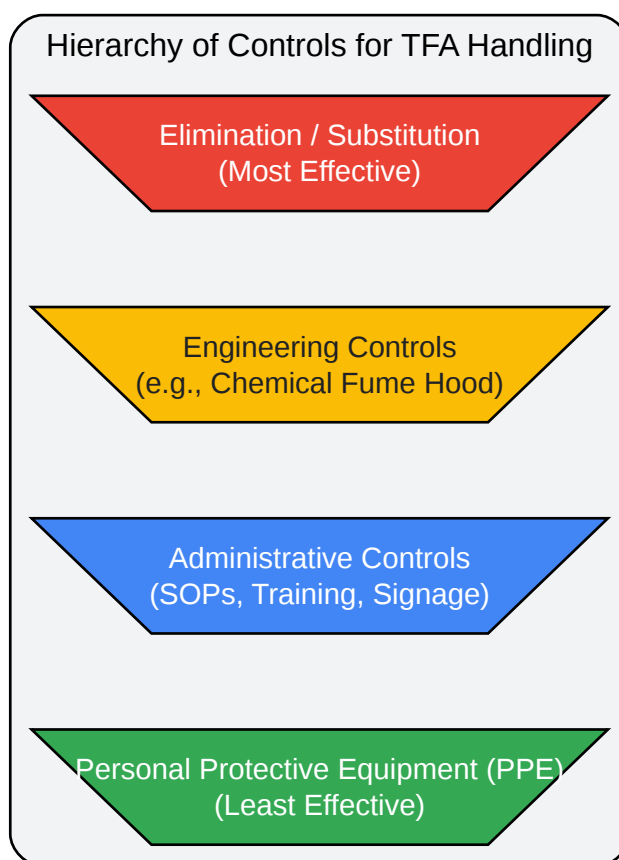 Hierarchy of Controls for TFA Handling
Elimination / Substitution
(Most Effective)
Engineering Controls
(e.g., Chemical Fume Hood)
Administrative Controls
(SOPs, Training, Signage)
Personal Protective Equipment (PPE)
(Least Effective)